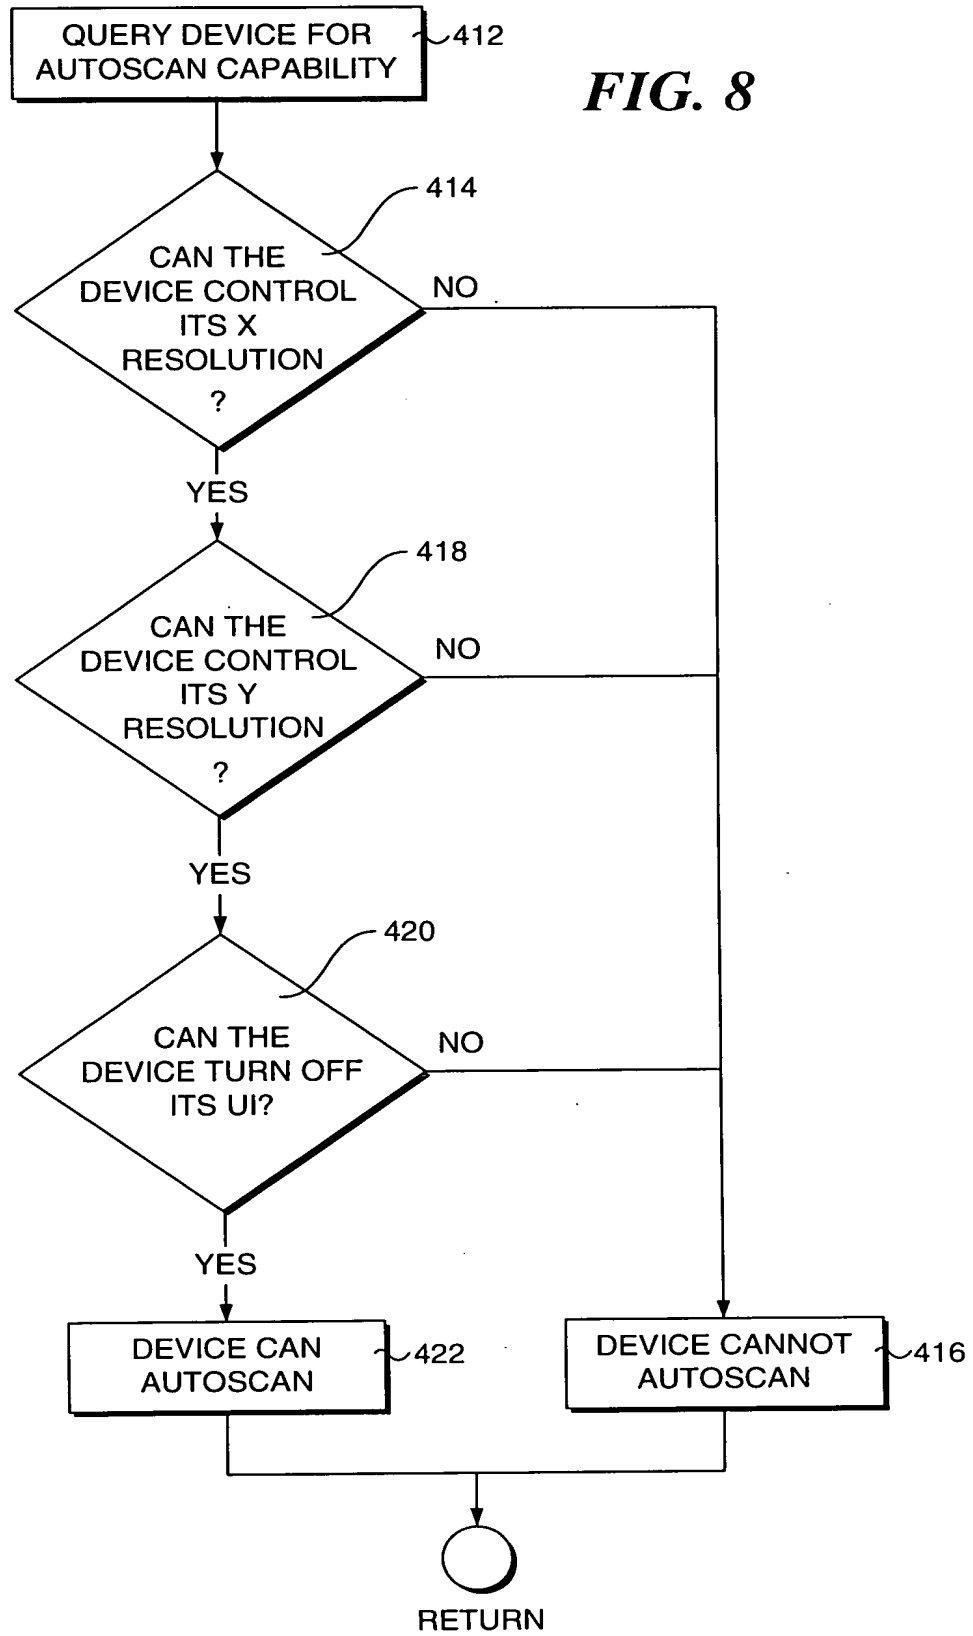 QUERY DEVICE FOR
AUTOSCAN CAPABILITY
412
FIG. 8
414
CAN THE
DEVICE CONTROL
ITS X
RESOLUTION
?
NO
YES
418
CAN THE
DEVICE CONTROL
ITS Y
RESOLUTION
?
NO
YES
420
CAN THE
DEVICE TURN OFF
ITS UI?
NO
YES
DEVICE CAN
AUTOSCAN
422
DEVICE CANNOT
AUTOSCAN
416
RETURN